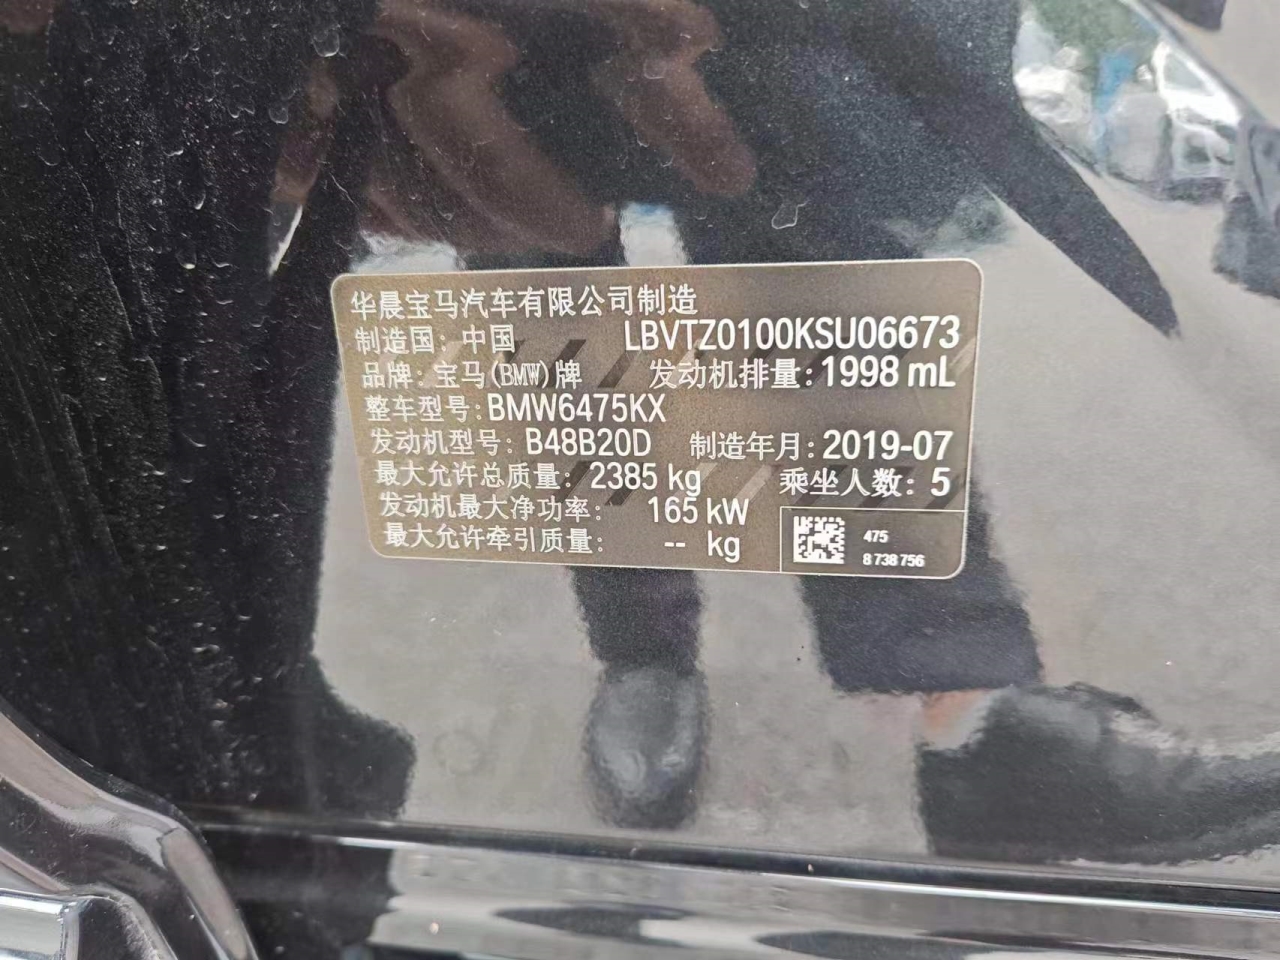 华晨宝马汽车有限公司制造
制造国：中国 LBVTZ0100KSU06673
品牌：宝马(BMW)牌 发动机排量：1998 mL
整车型号：BMW6475KX
发动机型号：B48B20D 制造年月：2019-07
最大允许总质量：2385 kg 乘坐人数：5
发动机最大净功率：165 kW
最大允许牵引质量：-- kg
475
8 738 756